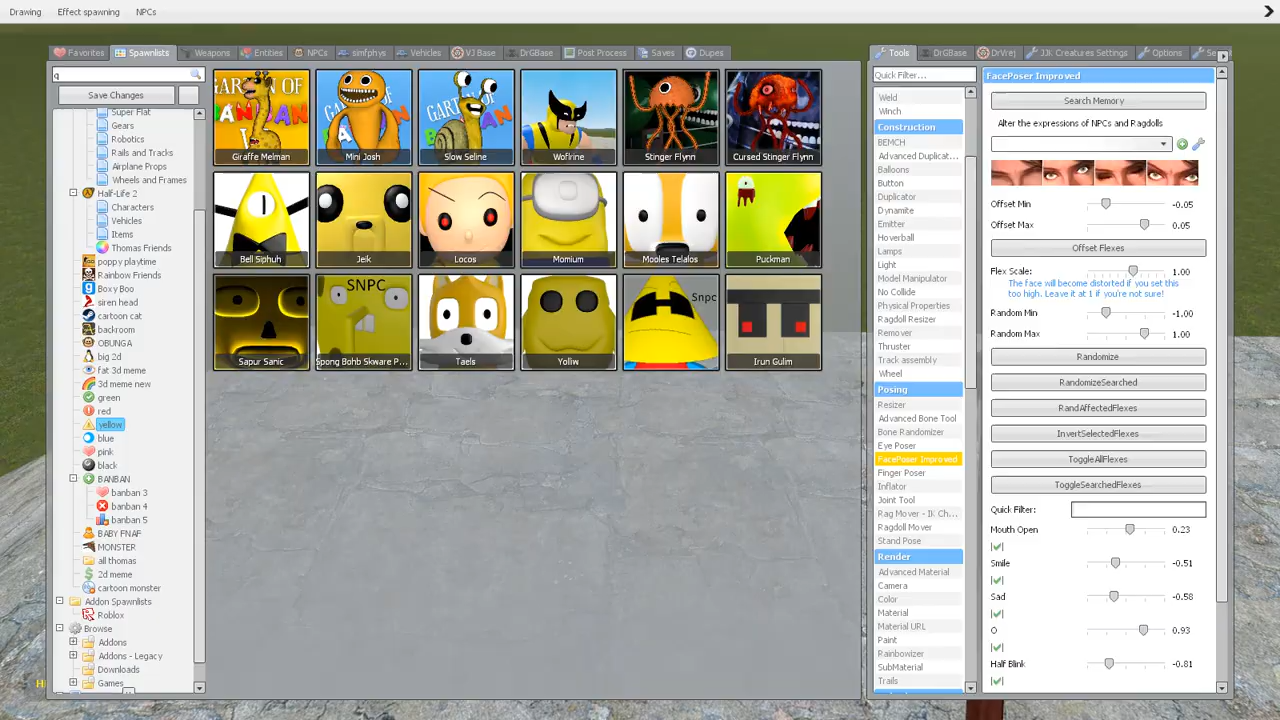 Drawing Effect spawning NPCs
Favorites Spawnlists Weapons Entities NPCs simfphys Vehicles VJ Base DrGBase Post Process Saves Dupes
q
Save Changes
Super Flat
Gears
Robotics
Rails and Tracks
Airplane Props
Wheels and Frames
Half-Life 2
Characters
Vehicles
Items
Thomas Friends
poppy playtime
Rainbow Friends
Boxy Boo
siren head
cartoon cat
backroom
OBUNGA
big 2d
fat 3d meme
3d meme new
green
red
yellow
blue
pink
black
BANBAN
banban 3
banban 4
banban 5
BABY FNAF
MONSTER
all thomas
2d meme
cartoon monster
Addon Spawnlists
Roblox
Browse
Addons
Addons - Legacy
Downloads
Games
Giraffe Melman Mini Josh Slow Seline Woflrine Stinger Flynn Cursed Stinger Flynn
Bell Siphuh Jeik Locos Momium Mooles Telalos Puckman
SNPC
Snpc
Sapur Sanic Spong Bohb Skware P... Taels Yolliw Irun Gulim
Tools DrGBase DrVrej JJk Creatures Settings Options Se
Quick Filter...
Weld
Winch
Construction
BEMCH
Advanced Duplicat...
Balloons
Button
Duplicator
Dynamite
Emitter
Hoverball
Lamps
Light
Model Manipulator
No Collide
Physical Properties
Ragdoll Resizer
Remover
Thruster
Track assembly
Wheel
Posing
Resizer
Advanced Bone Tool
Bone Randomizer
Eye Poser
FacePoser Improved
Finger Poser
Inflator
Joint Tool
Rag Mover - Ik Ch...
Ragdoll Mover
Stand Pose
Render
Advanced Material
Camera
Color
Material
Material URL
Paint
Rainbowizer
SubMaterial
Trails
FacePoser Improved
Search Memory
Alter the expressions of NPCs and Ragdolls
Offset Min -0.05
Offset Max 0.05
Offset Flexes
Flex Scale: 1.00
The face will become distorted if you set this
too high. Leave it at 1 if you're not sure!
Random Min -1.00
Random Max 1.00
Randomize
RandomizeSearched
RandAffectedFlexes
InvertSelectedFlexes
ToggleAllFlexes
ToggleSearchedFlexes
Quick Filter:
Mouth Open 0.23
Smile -0.51
Sad -0.58
O 0.93
Half Blink -0.81